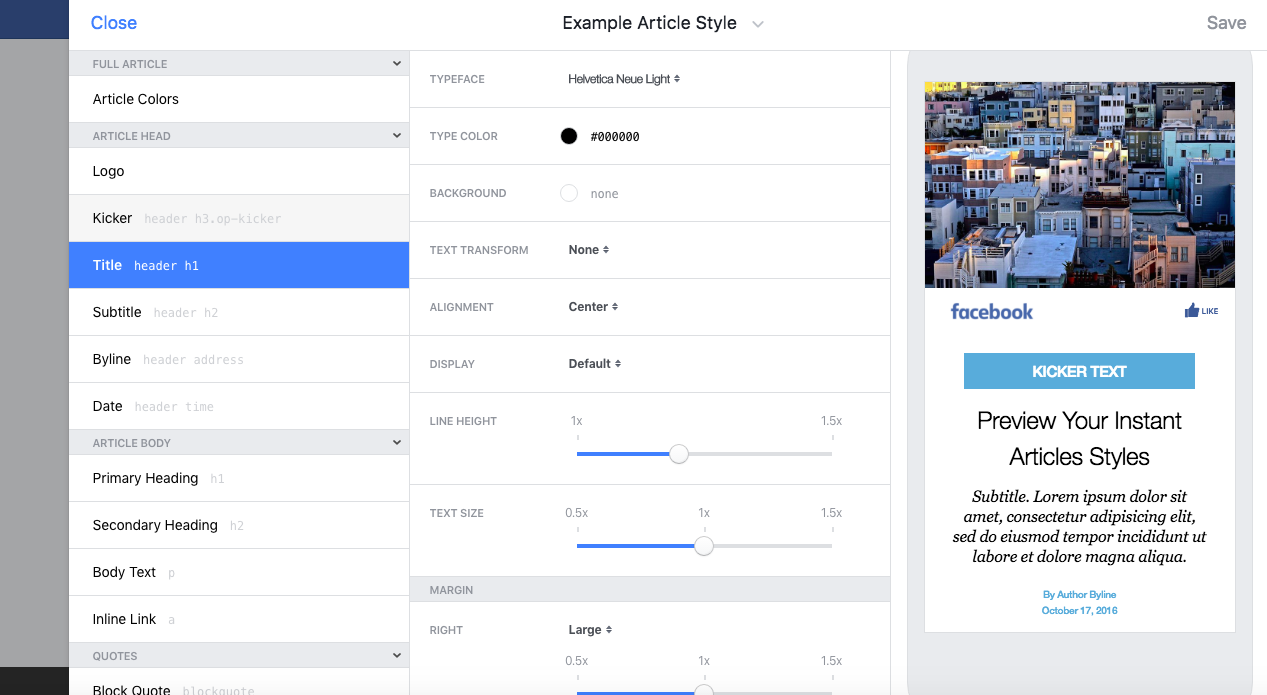 Close
Example Article Style
Save
FULL ARTICLE
Article Colors
ARTICLE HEAD
Logo
Kicker header h3.op-kicker
Title header h1
Subtitle header h2
Byline header address
Date header time
ARTICLE BODY
Primary Heading h1
Secondary Heading h2
Body Text p
Inline Link a
QUOTES
Block Quote blockquote
TYPEFACE Helvetica Neue Light
TYPE COLOR #000000
BACKGROUND none
TEXT TRANSFORM None
ALIGNMENT Center
DISPLAY Default
LINE HEIGHT 1x 1.5x
TEXT SIZE 0.5x 1x 1.5x
MARGIN
RIGHT Large
0.5x 1x 1.5x
facebook LIKE
KICKER TEXT
Preview Your Instant
Articles Styles
Subtitle. Lorem ipsum dolor sit
amet, consectetur adipisicing elit,
sed do eiusmod tempor incididunt ut
labore et dolore magna aliqua.
By Author Byline
October 17, 2016